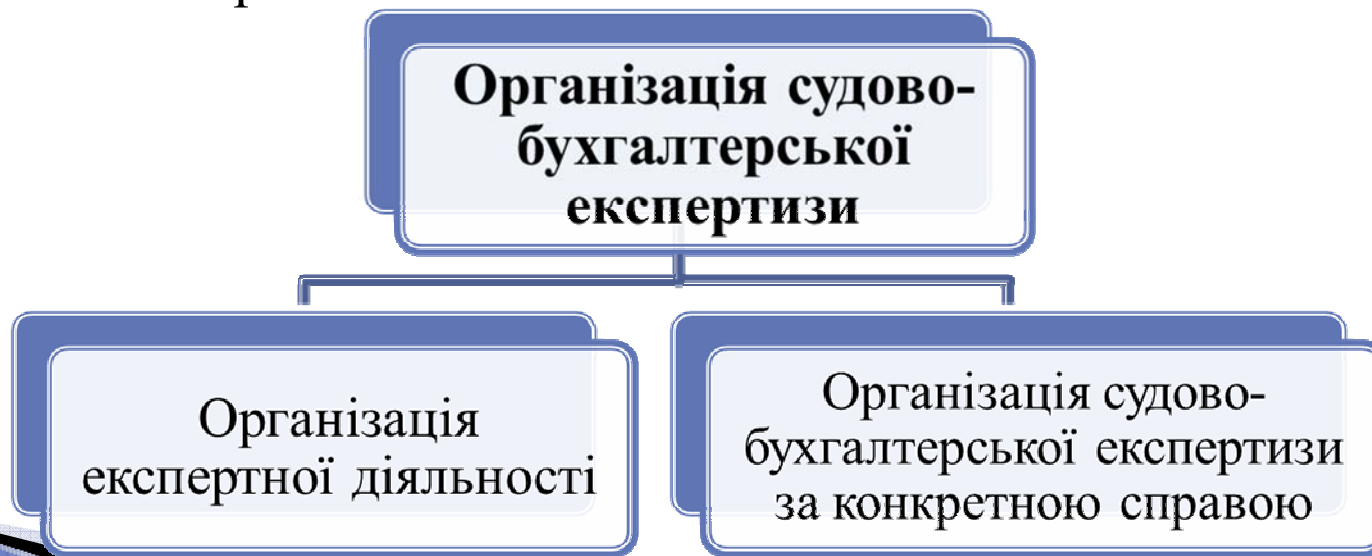 Організація судово-
бухгалтерської
експертизи
Організація
експертної діяльності
Організація судово-
бухгалтерської експертизи
за конкретною справою